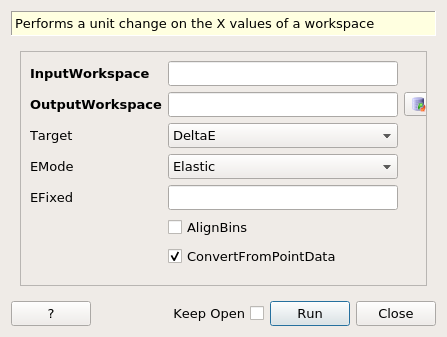 Performs a unit change on the X values of a workspace
InputWorkspace
OutputWorkspace
Target DeltaE
EMode Elastic
EFixed
AlignBins
ConvertFromPointData
? Keep Open Run Close